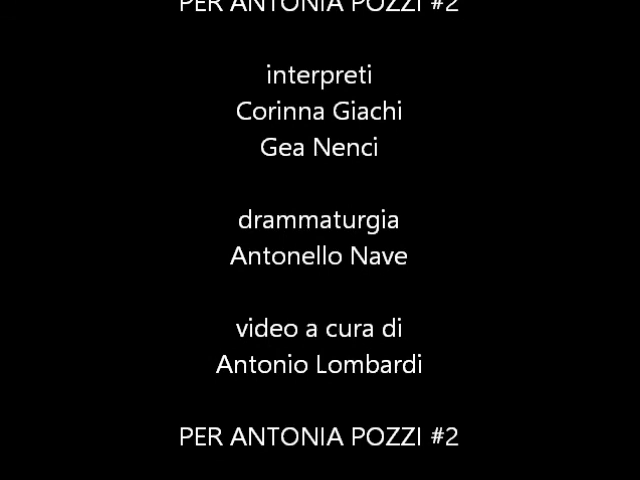 PER ANTONIA POZZI #2
interpreti
Corinna Giachi
Gea Nenci
drammaturgia
Antonello Nave
video a cura di
Antonio Lombardi
PER ANTONIA POZZI #2